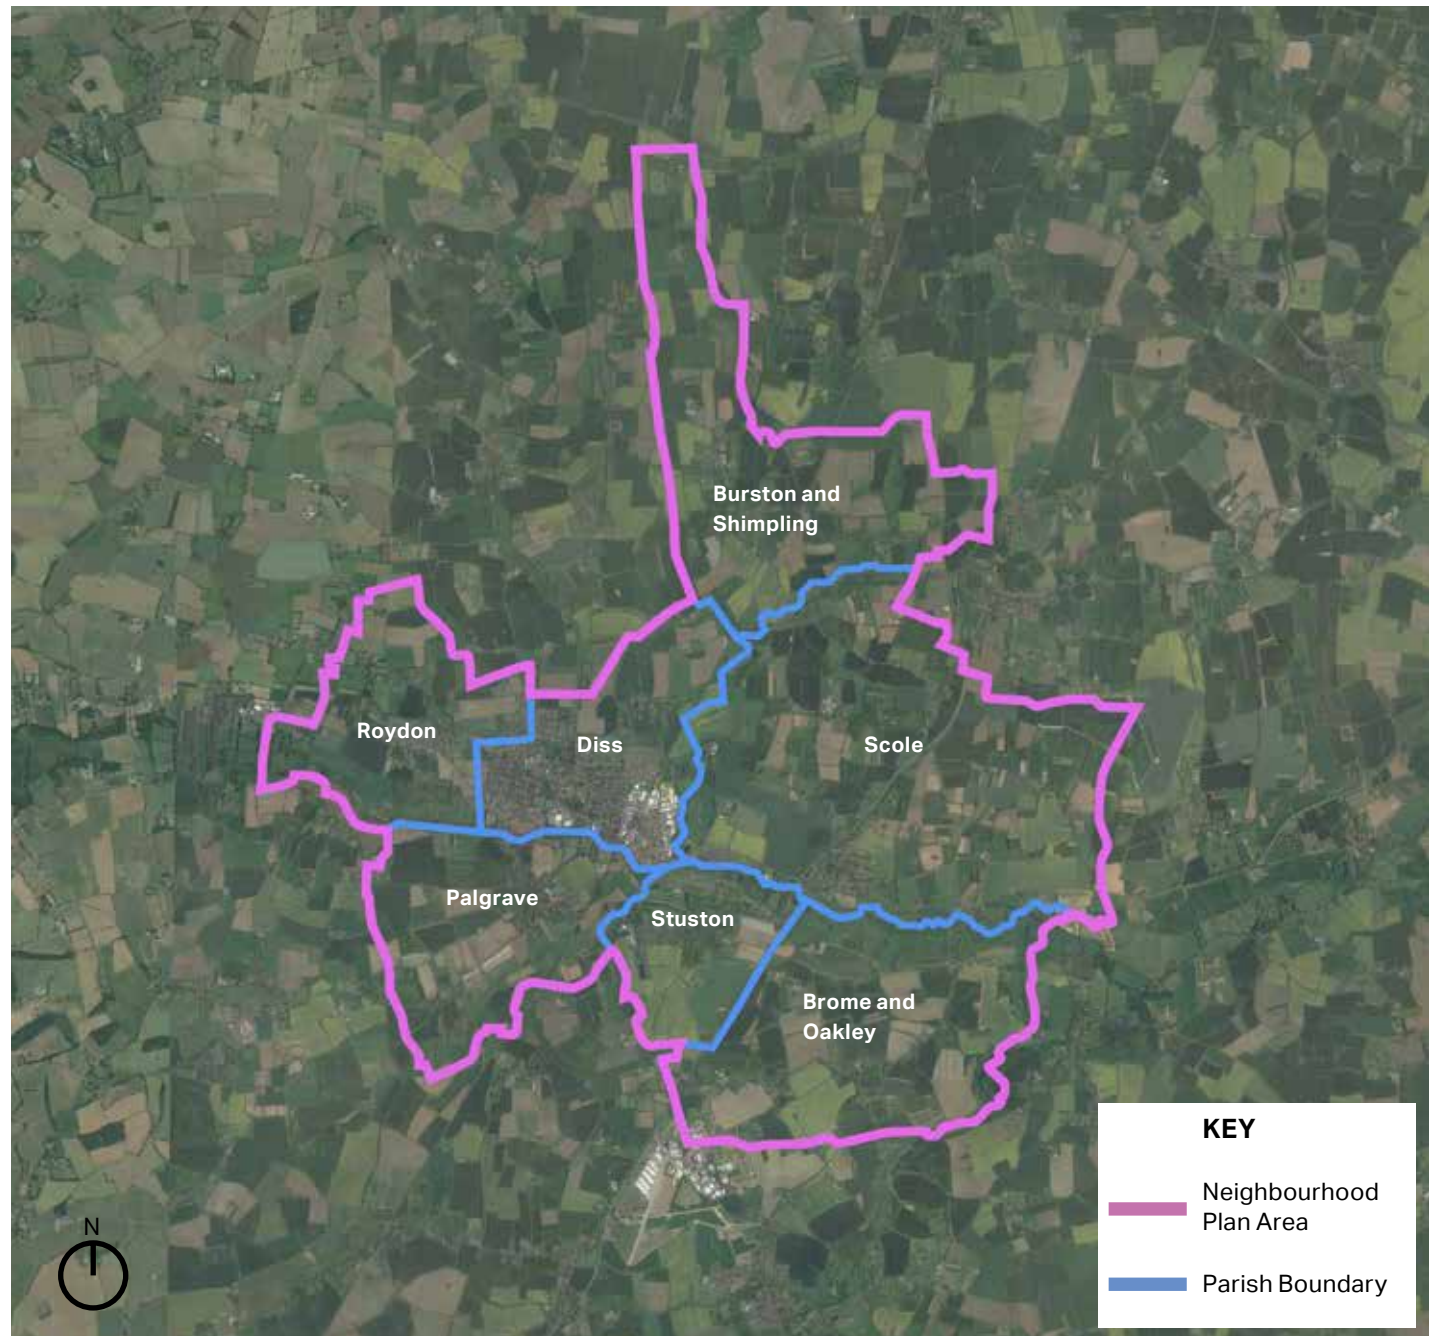 Burston and
Shimpling
Roydon
Diss
Scole
Palgrave
Stuston
Brome and
Oakley
N
KEY
Neighbourhood
Plan Area
Parish Boundary